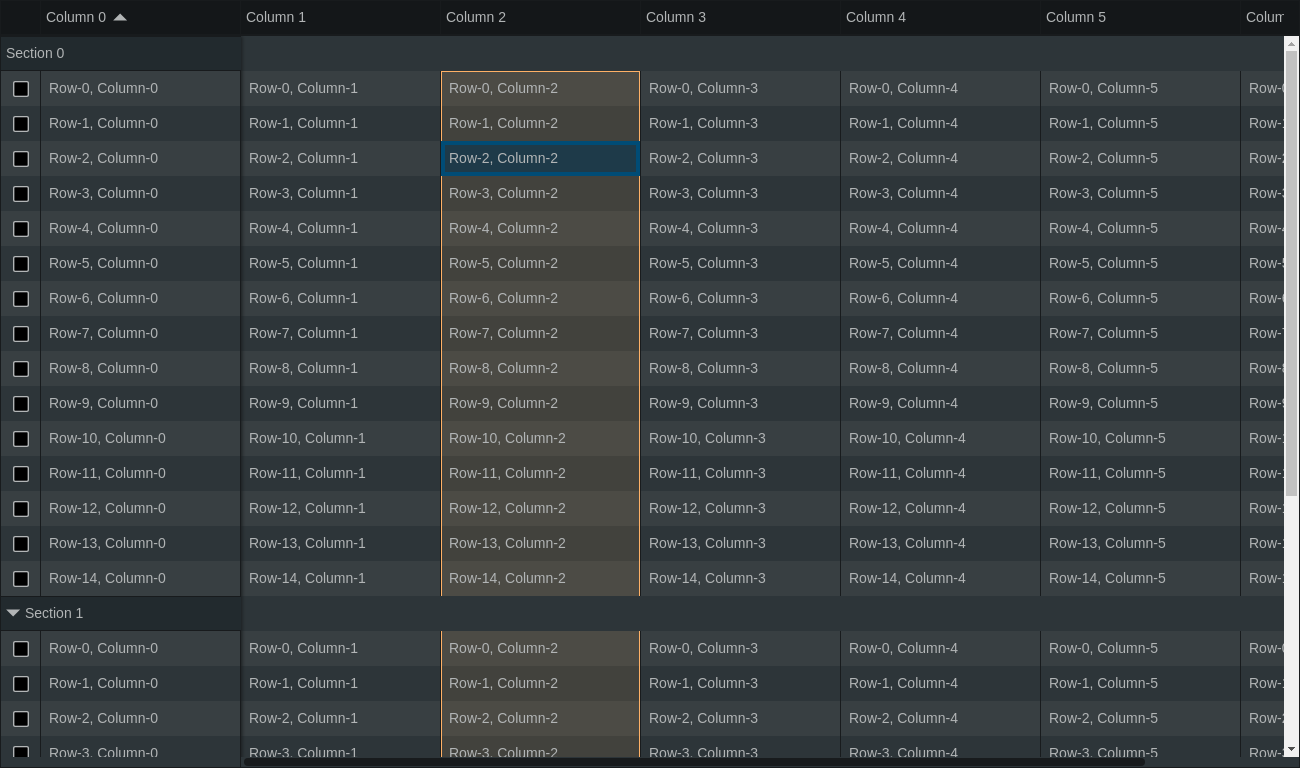 Column 0 Column 1 Column 2 Column 3 Column 4 Column 5 Colum
Section 0
Row-0, Column-0 Row-0, Column-1 Row-0, Column-2 Row-0, Column-3 Row-0, Column-4 Row-0, Column-5 Row-0
Row-1, Column-0 Row-1, Column-1 Row-1, Column-2 Row-1, Column-3 Row-1, Column-4 Row-1, Column-5 Row-1
Row-2, Column-0 Row-2, Column-1 Row-2, Column-2 Row-2, Column-3 Row-2, Column-4 Row-2, Column-5 Row-2
Row-3, Column-0 Row-3, Column-1 Row-3, Column-2 Row-3, Column-3 Row-3, Column-4 Row-3, Column-5 Row-3
Row-4, Column-0 Row-4, Column-1 Row-4, Column-2 Row-4, Column-3 Row-4, Column-4 Row-4, Column-5 Row-4
Row-5, Column-0 Row-5, Column-1 Row-5, Column-2 Row-5, Column-3 Row-5, Column-4 Row-5, Column-5 Row-5
Row-6, Column-0 Row-6, Column-1 Row-6, Column-2 Row-6, Column-3 Row-6, Column-4 Row-6, Column-5 Row-6
Row-7, Column-0 Row-7, Column-1 Row-7, Column-2 Row-7, Column-3 Row-7, Column-4 Row-7, Column-5 Row-7
Row-8, Column-0 Row-8, Column-1 Row-8, Column-2 Row-8, Column-3 Row-8, Column-4 Row-8, Column-5 Row-8
Row-9, Column-0 Row-9, Column-1 Row-9, Column-2 Row-9, Column-3 Row-9, Column-4 Row-9, Column-5 Row-9
Row-10, Column-0 Row-10, Column-1 Row-10, Column-2 Row-10, Column-3 Row-10, Column-4 Row-10, Column-5 Row-1
Row-11, Column-0 Row-11, Column-1 Row-11, Column-2 Row-11, Column-3 Row-11, Column-4 Row-11, Column-5 Row-1
Row-12, Column-0 Row-12, Column-1 Row-12, Column-2 Row-12, Column-3 Row-12, Column-4 Row-12, Column-5 Row-1
Row-13, Column-0 Row-13, Column-1 Row-13, Column-2 Row-13, Column-3 Row-13, Column-4 Row-13, Column-5 Row-1
Row-14, Column-0 Row-14, Column-1 Row-14, Column-2 Row-14, Column-3 Row-14, Column-4 Row-14, Column-5 Row-1
Section 1
Row-0, Column-0 Row-0, Column-1 Row-0, Column-2 Row-0, Column-3 Row-0, Column-4 Row-0, Column-5 Row-0
Row-1, Column-0 Row-1, Column-1 Row-1, Column-2 Row-1, Column-3 Row-1, Column-4 Row-1, Column-5 Row-1
Row-2, Column-0 Row-2, Column-1 Row-2, Column-2 Row-2, Column-3 Row-2, Column-4 Row-2, Column-5 Row-2
Row-3, Column-0 Row-3, Column-1 Row-3, Column-2 Row-3, Column-3 Row-3, Column-4 Row-3, Column-5 Row-3